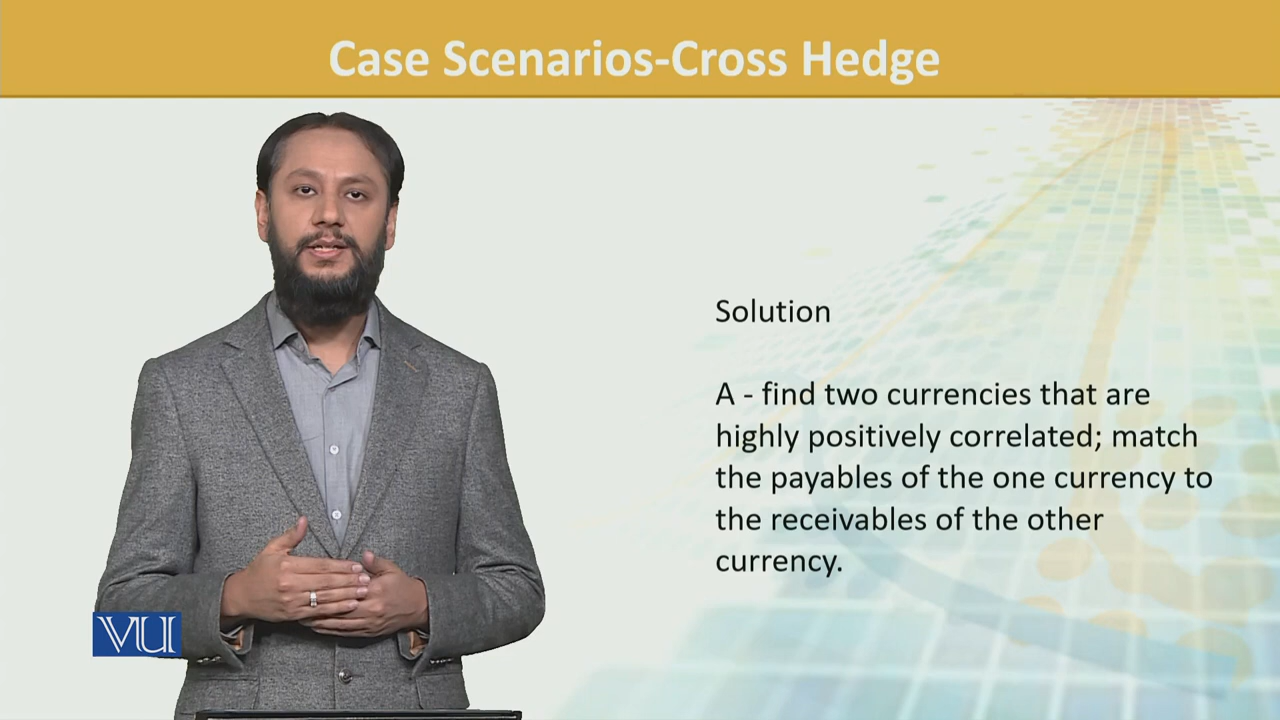 Case Scenarios-Cross Hedge
Solution
A - find two currencies that are
highly positively correlated; match
the payables of the one currency to
the receivables of the other
currency.
VU